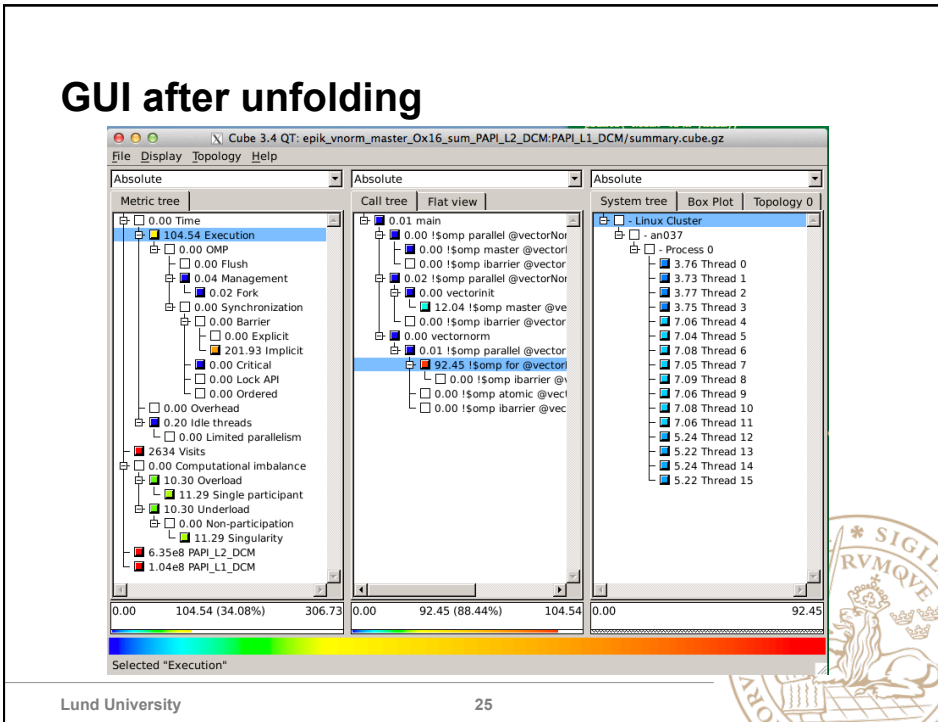 GUI after unfolding
Cube 3.4 QT: epik_vnorm_master_Ox16_sum_PAPI_L2_DCM:PAPI_L1_DCM/summary.cube.gz
File Display Topology Help
Absolute
Metric tree
0.00 Time
104.54 Execution
0.00 OMP
0.00 Flush
0.04 Management
0.02 Fork
0.00 Synchronization
0.00 Barrier
0.00 Explicit
201.93 Implicit
0.00 Critical
0.00 Lock API
0.00 Ordered
0.00 Overhead
0.20 Idle threads
0.00 Limited parallelism
2634 Visits
0.00 Computational imbalance
10.30 Overload
11.29 Single participant
10.30 Underload
0.00 Non-participation
11.29 Singularity
6.35e8 PAPI_L2_DCM
1.04e8 PAPI_L1_DCM
0.00 104.54 (34.08%) 306.73
Absolute
Call tree Flat view
0.01 main
0.00 !$omp parallel @vectorNor
0.00 !$omp master @vectorI
0.00 !$omp ibarrier @vector
0.02 !$omp parallel @vectorNor
0.00 vectorinit
12.04 !$omp master @ve
0.00 !$omp ibarrier @vector
0.00 vectornorm
0.01 !$omp parallel @vector
92.45 !$omp for @vectorI
0.00 !$omp ibarrier @v
0.00 !$omp atomic @vect
0.00 !$omp ibarrier @vec
0.00 92.45 (88.44%) 104.54
Absolute
System tree Box Plot Topology 0
- Linux Cluster
- an037
- Process 0
3.76 Thread 0
3.73 Thread 1
3.77 Thread 2
3.75 Thread 3
7.06 Thread 4
7.04 Thread 5
7.08 Thread 6
7.05 Thread 7
7.09 Thread 8
7.06 Thread 9
7.08 Thread 10
7.06 Thread 11
5.24 Thread 12
5.22 Thread 13
5.24 Thread 14
5.22 Thread 15
0.00 92.45
Selected "Execution"
Lund University 25